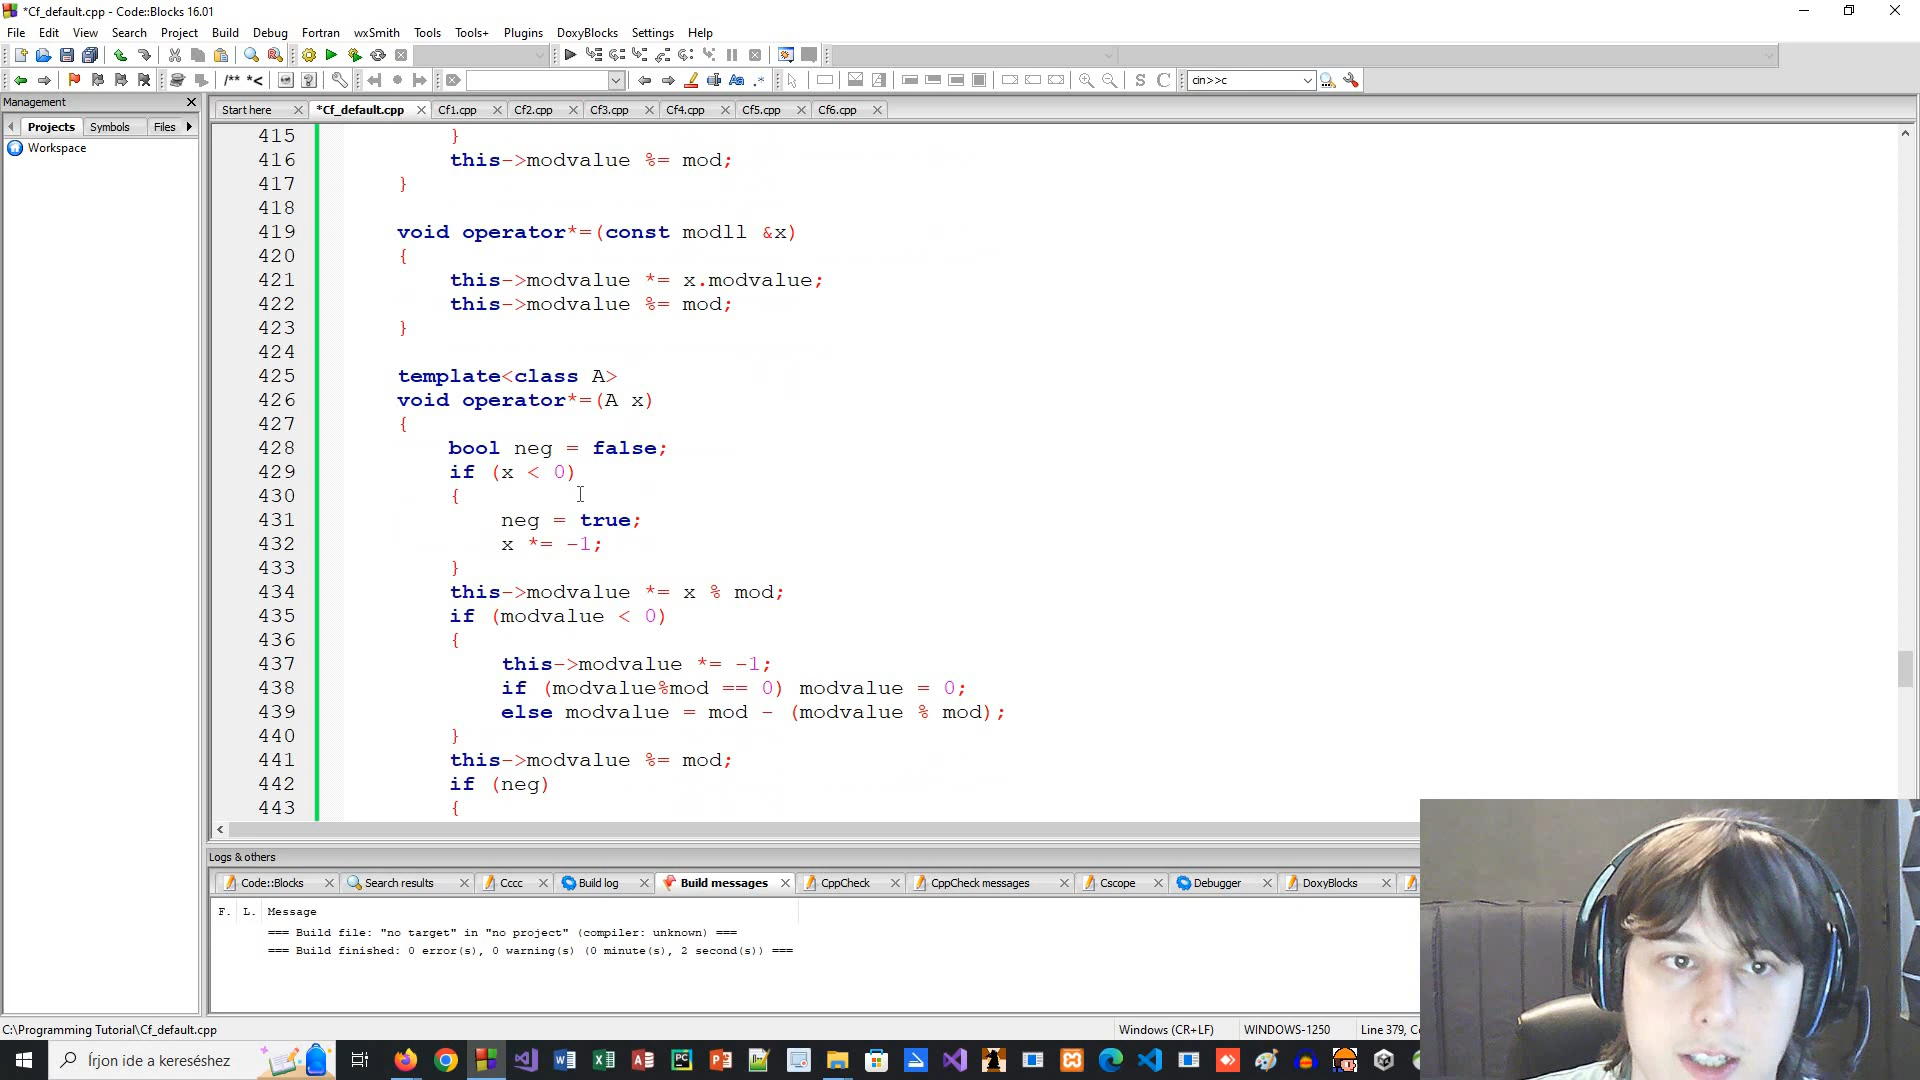 *Cf_default.cpp - Code::Blocks 16.01
File Edit View Search Project Build Debug Fortran wxSmith Tools Tools+ Plugins DoxyBlocks Settings Help
/** *< Aa .* S C cin>>c
Management
Start here *Cf_default.cpp Cf1.cpp Cf2.cpp Cf3.cpp Cf4.cpp Cf5.cpp Cf6.cpp
Projects Symbols Files
Workspace
415 }
416 this->modvalue %= mod;
417 }
418
419 void operator*=(const modll &x)
420 {
421 this->modvalue *= x.modvalue;
422 this->modvalue %= mod;
423 }
424
425 template<class A>
426 void operator*=(A x)
427 {
428 bool neg = false;
429 if (x < 0)
430 {
431 neg = true;
432 x *= -1;
433 }
434 this->modvalue *= x % mod;
435 if (modvalue < 0)
436 {
437 this->modvalue *= -1;
438 if (modvalue%mod == 0) modvalue = 0;
439 else modvalue = mod - (modvalue % mod);
440 }
441 this->modvalue %= mod;
442 if (neg)
443 {
Logs & others
Code::Blocks Search results Cccc Build log Build messages CppCheck CppCheck messages Cscope Debugger DoxyBlocks
F. L. Message
=== Build file: "no target" in "no project" (compiler: unknown) ===
=== Build finished: 0 error(s), 0 warning(s) (0 minute(s), 2 second(s)) ===
C:\Programming Tutorial\Cf_default.cpp Windows (CR+LF) WINDOWS-1250 Line 379, C
Írjon ide a kereséshez